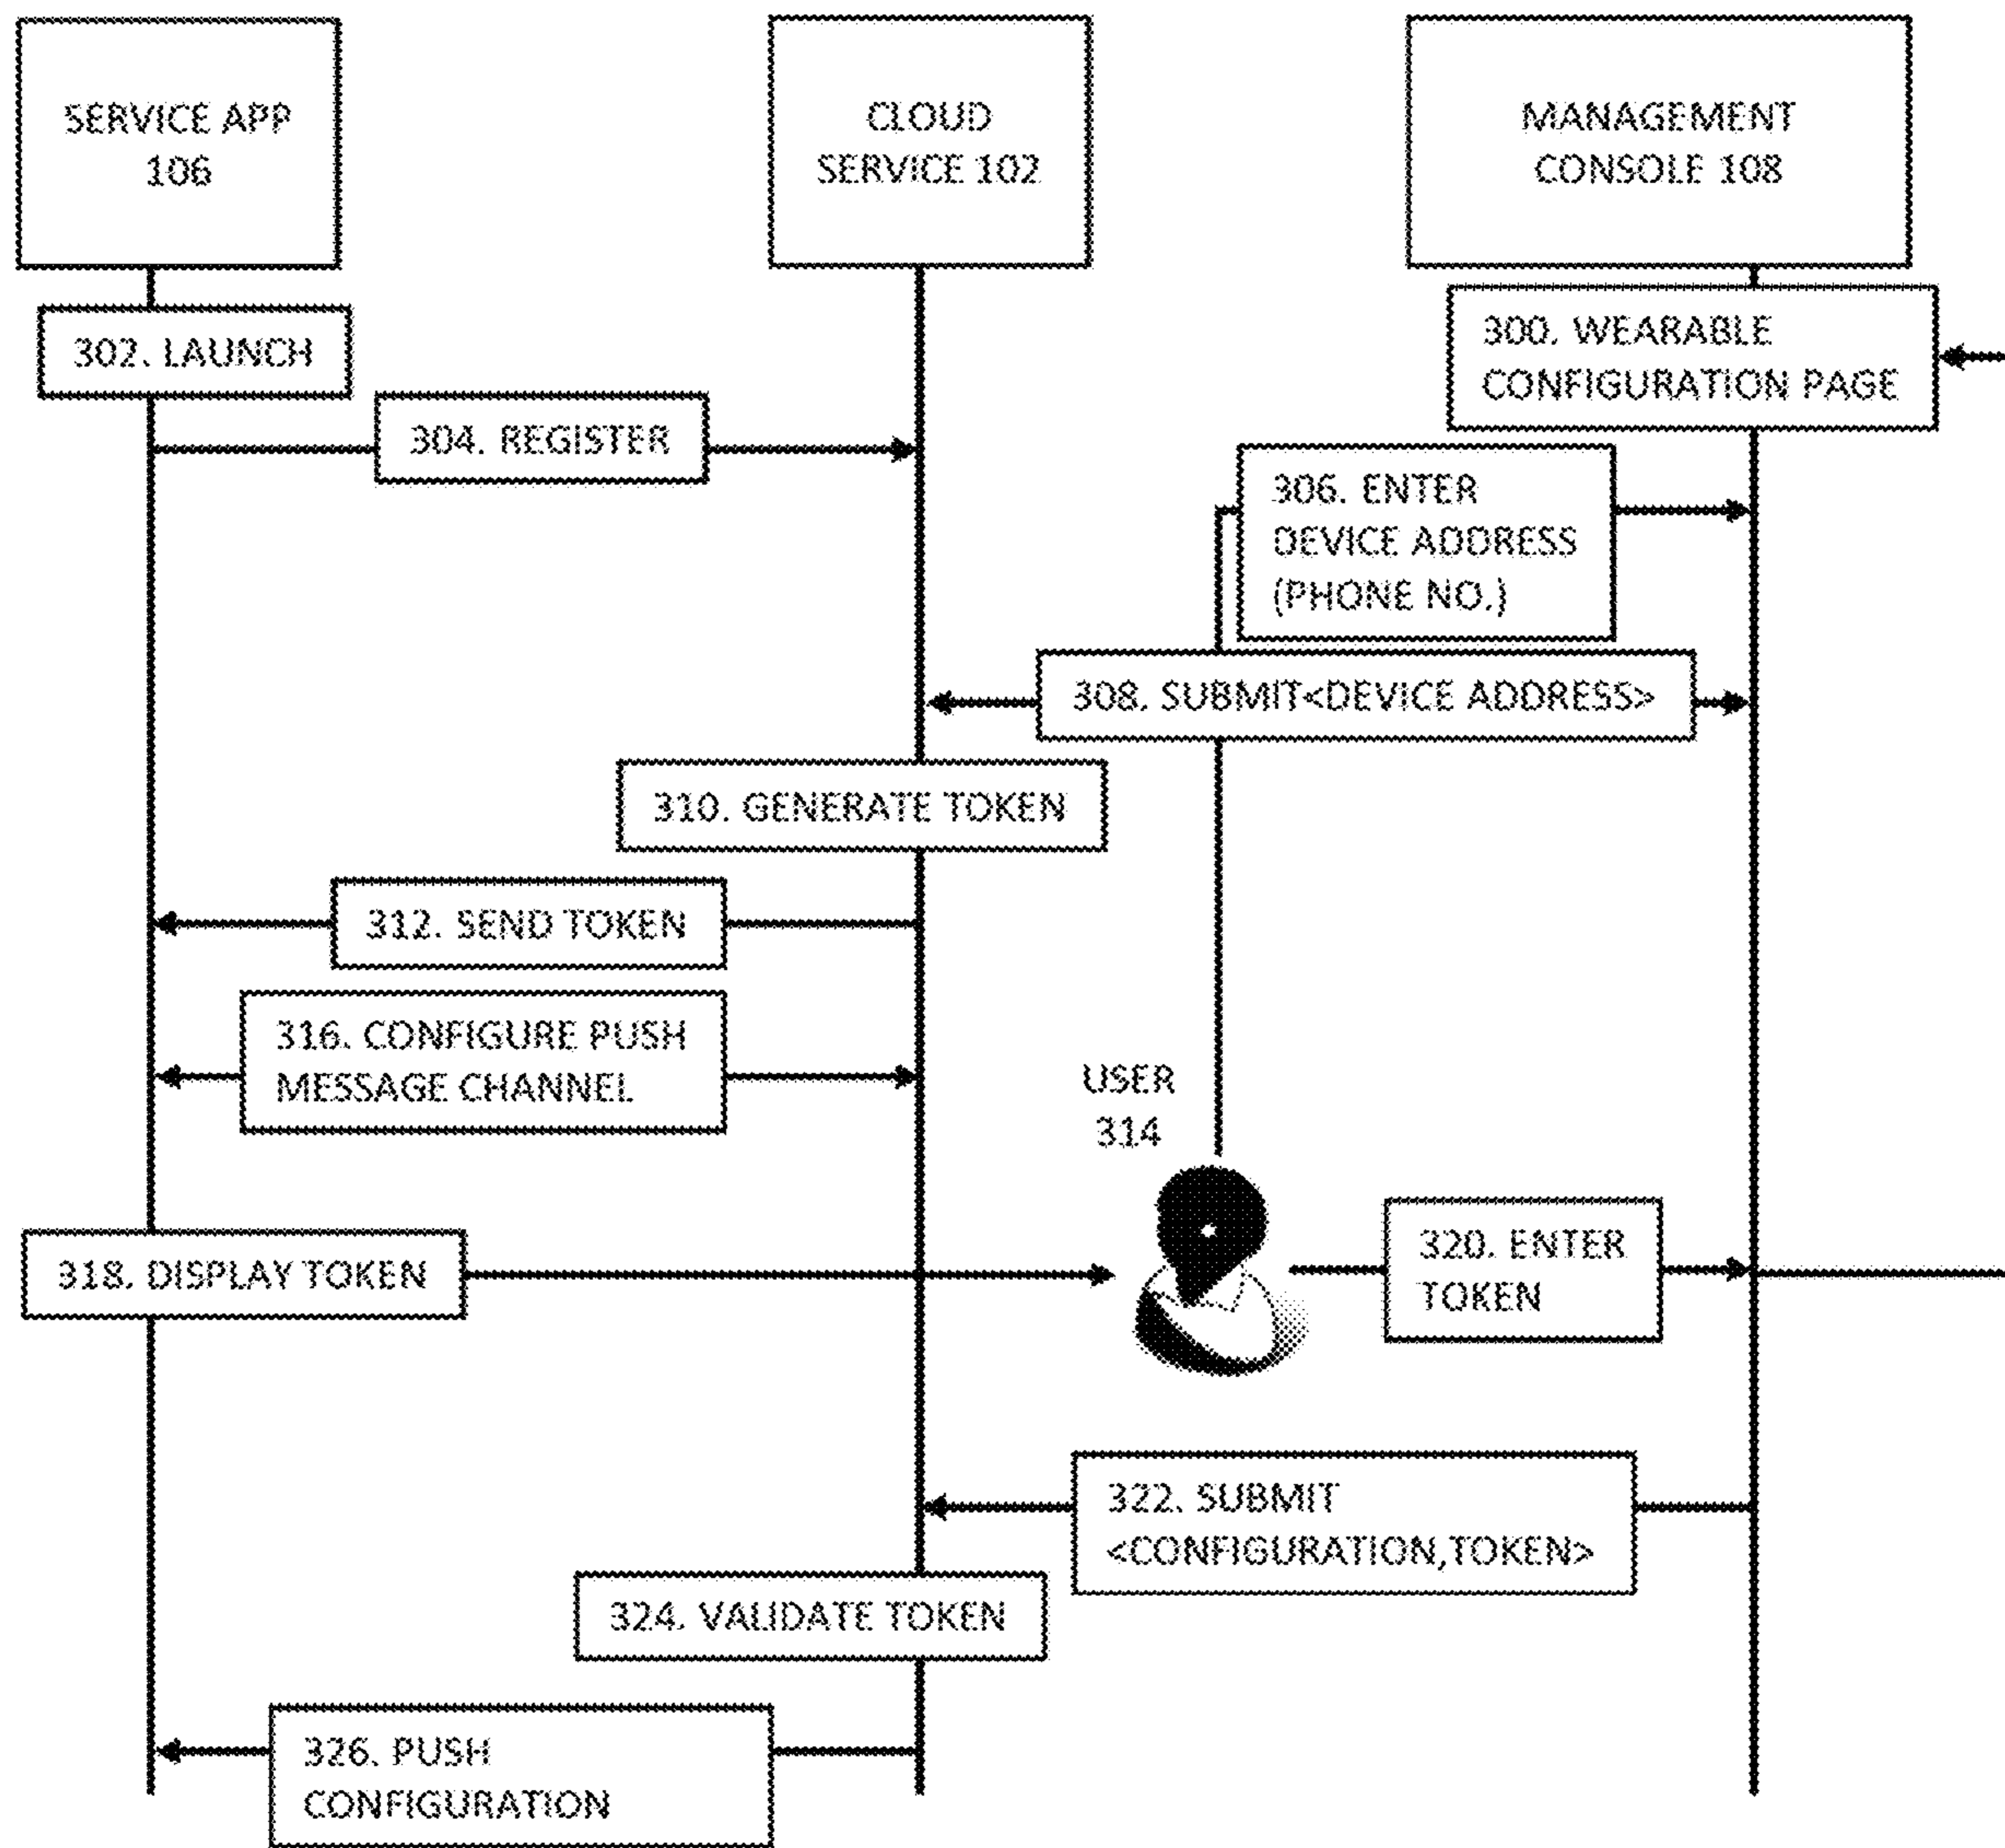 SERVICE APP
106
CLOUD
SERVICE 102
MANAGEMENT
CONSOLE 108
302. LAUNCH
300. WEARABLE
CONFIGURATION PAGE
304. REGISTER
306. ENTER
DEVICE ADDRESS
(PHONE NO.)
308. SUBMIT<DEVICE ADDRESS>
310. GENERATE TOKEN
312. SEND TOKEN
316. CONFIGURE PUSH
MESSAGE CHANNEL
USER
314
318. DISPLAY TOKEN
320. ENTER
TOKEN
322. SUBMIT
<CONFIGURATION,TOKEN>
324. VALIDATE TOKEN
326. PUSH
CONFIGURATION